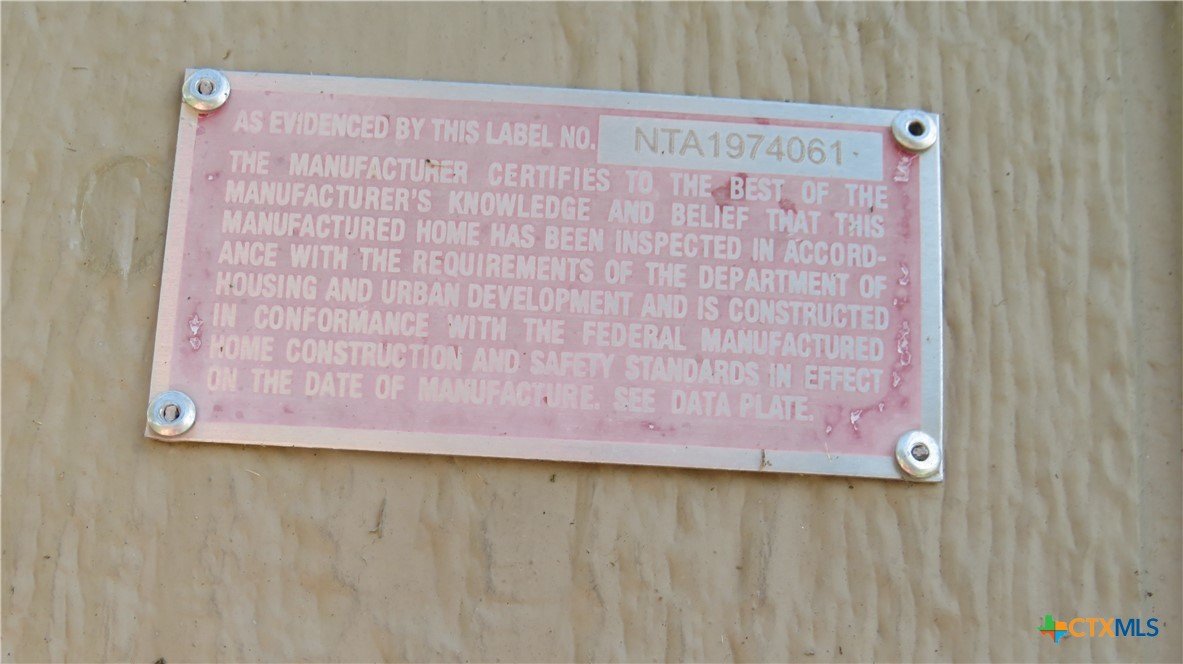 AS EVIDENCED BY THIS LABEL NO. NTA1974061
THE MANUFACTURER CERTIFIES TO THE BEST OF THE
MANUFACTURER'S KNOWLEDGE AND BELIEF THAT THIS
MANUFACTURED HOME HAS BEEN INSPECTED IN ACCORD-
ANCE WITH THE REQUIREMENTS OF THE DEPARTMENT OF
HOUSING AND URBAN DEVELOPMENT AND IS CONSTRUCTED
IN CONFORMANCE WITH THE FEDERAL MANUFACTURED
HOME CONSTRUCTION AND SAFETY STANDARDS IN EFFECT
ON THE DATE OF MANUFACTURE. SEE DATA PLATE.
CTXMLS